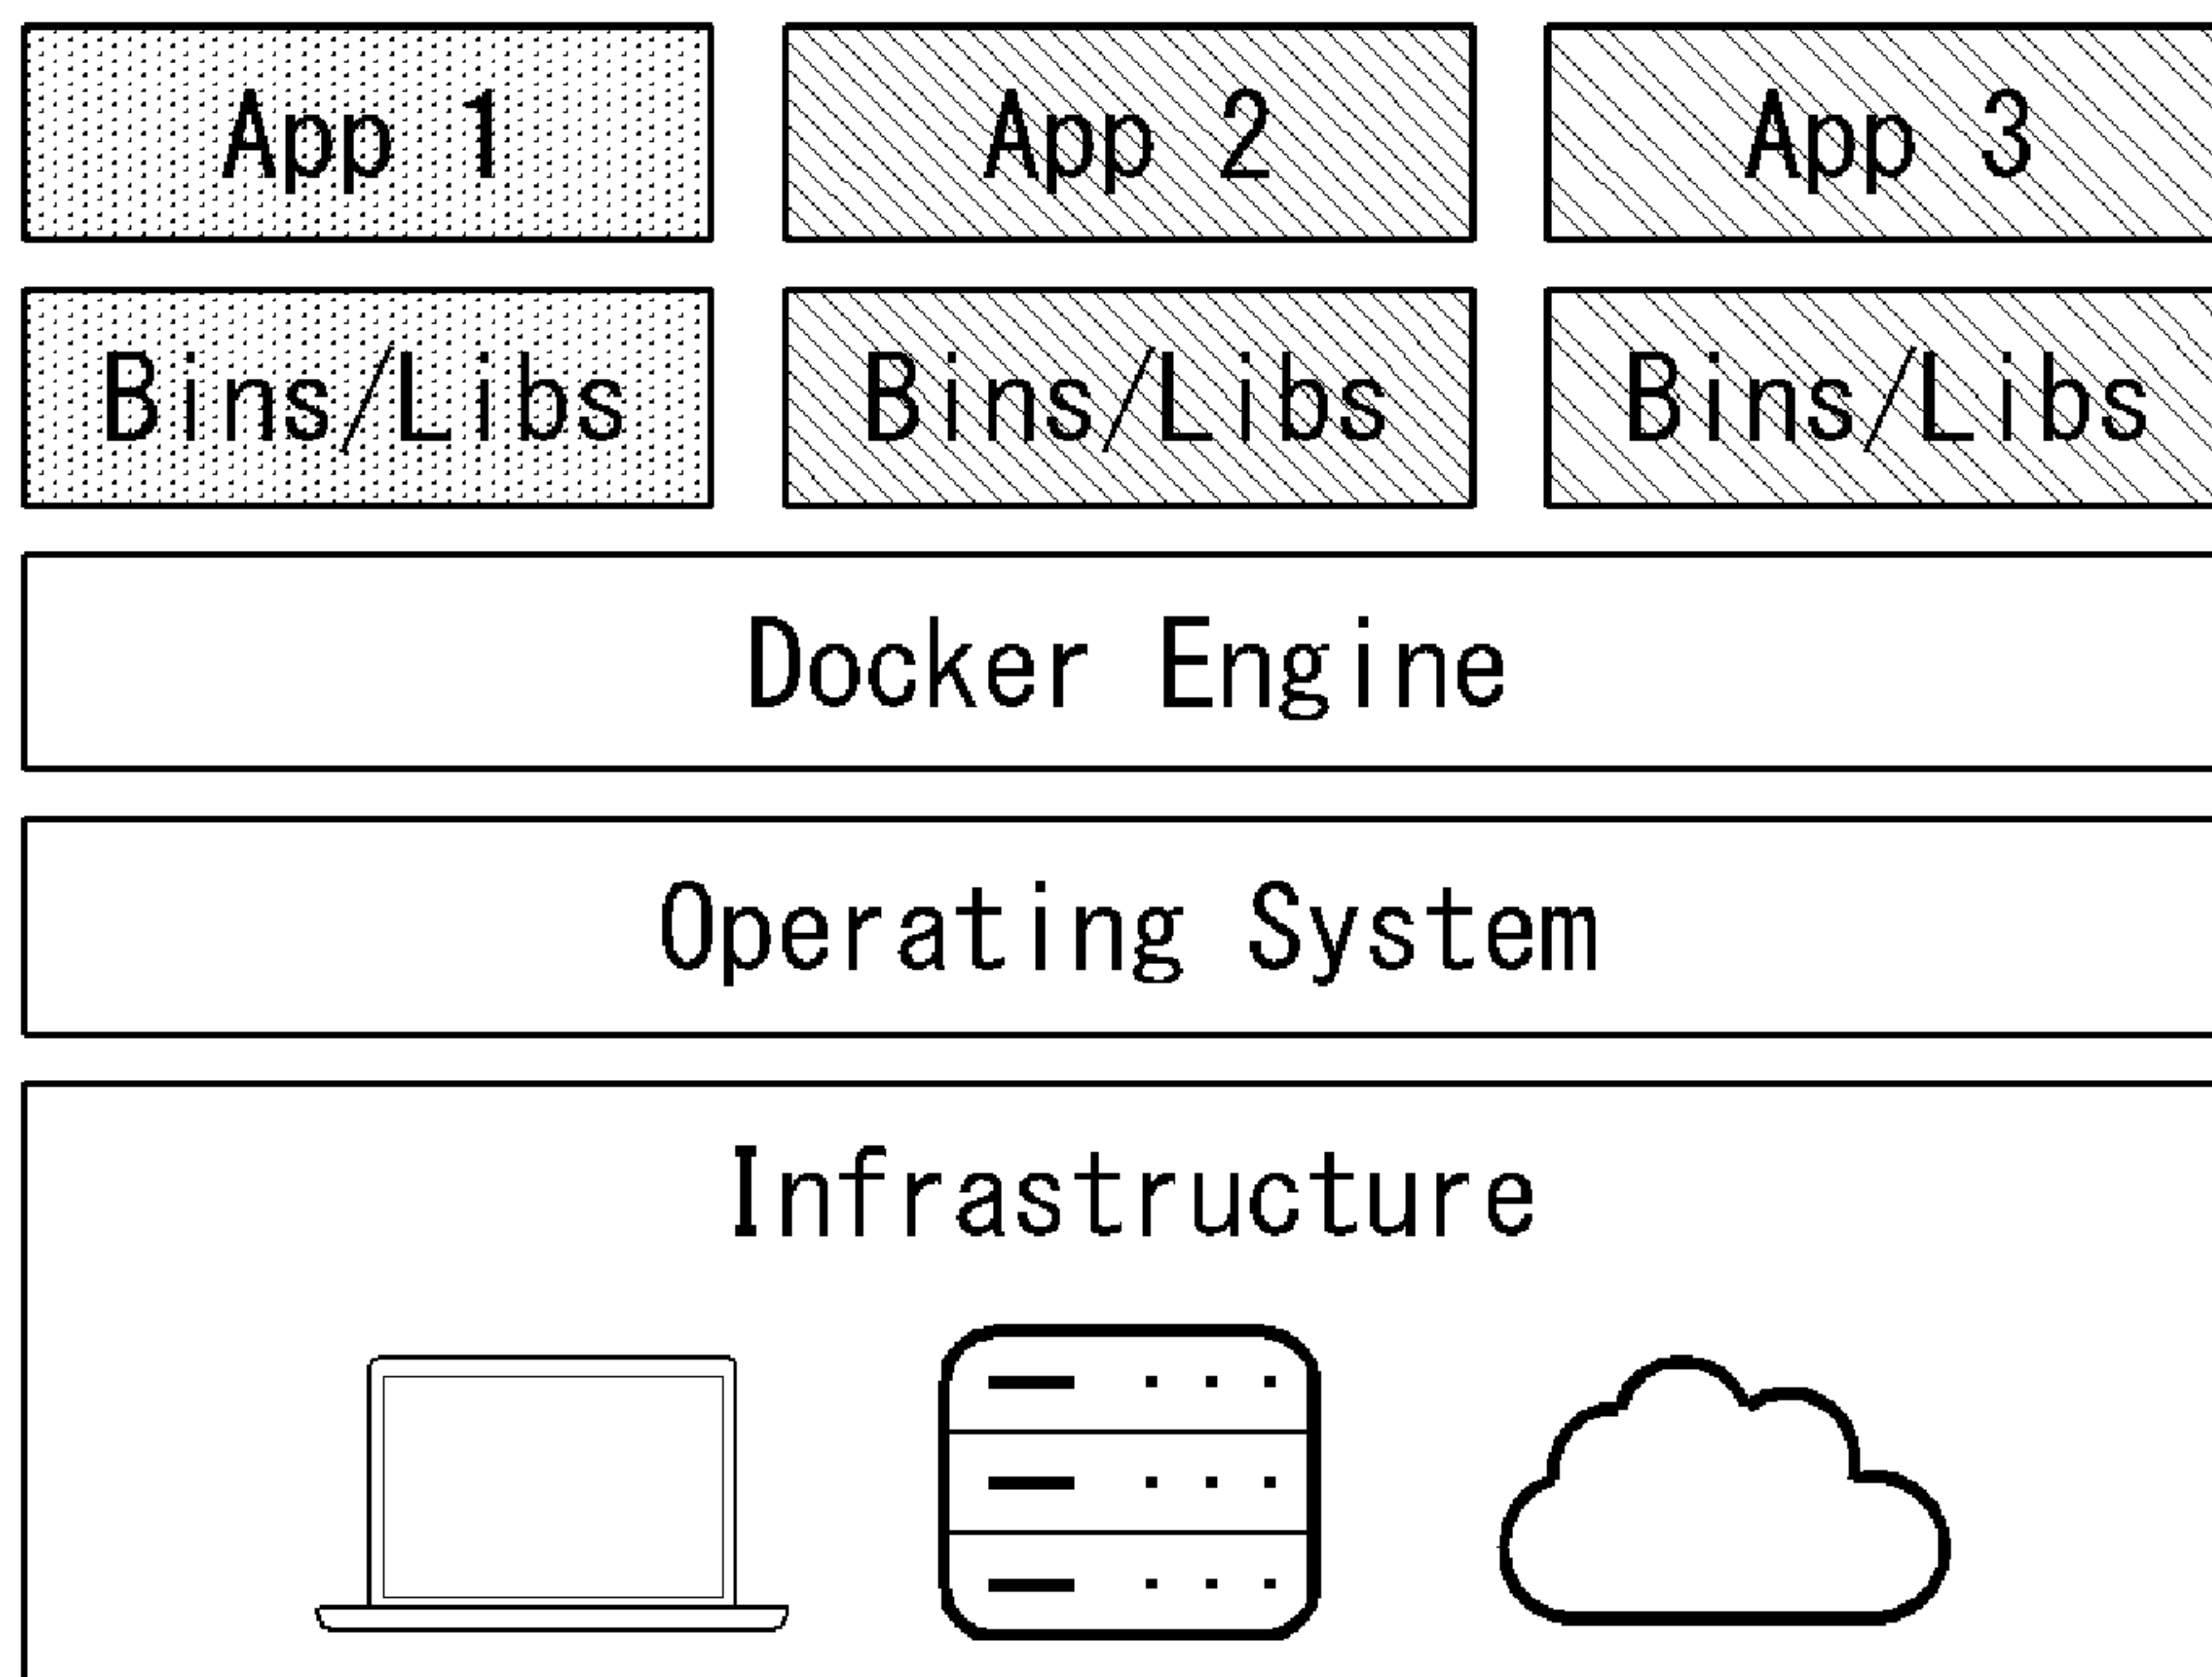 App 1 App 2 App 3
Bins/Libs Bins/Libs Bins/Libs
Docker Engine
Operating System
Infrastructure